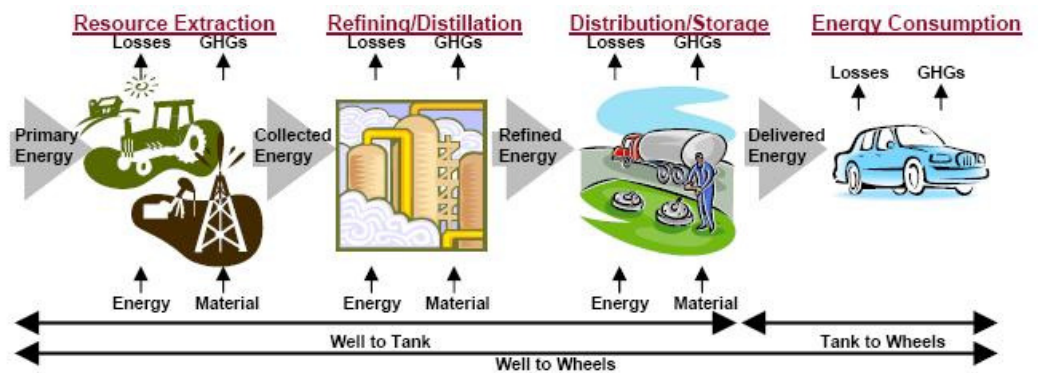 Resource Extraction
Refining/Distillation
Distribution/Storage
Energy Consumption
Losses GHGs
Losses GHGs
Losses GHGs
Losses GHGs
Primary
Energy
Collected
Energy
Refined
Energy
Delivered
Energy
Energy Material
Energy Material
Energy Material
Well to Tank
Tank to Wheels
Well to Wheels